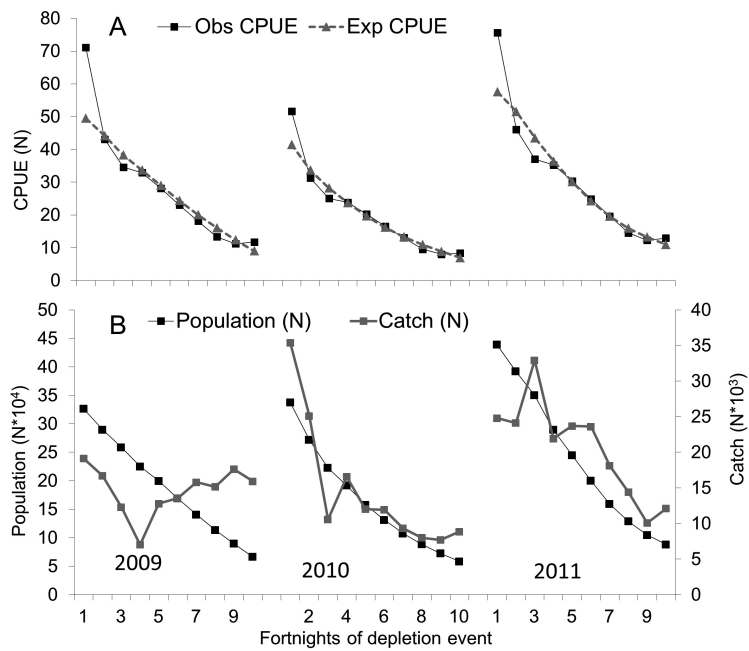 80
70
60
50
40
30
20
10
0
CPUE (N)
A
Obs CPUE
Exp CPUE
50
45
40
35
30
25
20
15
10
5
0
Population (N*10⁴)
B
Population (N)
Catch (N)
40
35
30
25
20
15
10
5
0
Catch (N*10³)
2009
2010
2011
1 3 5 7 9 2 4 6 8 10 1 3 5 7 9
Fortnights of depletion event